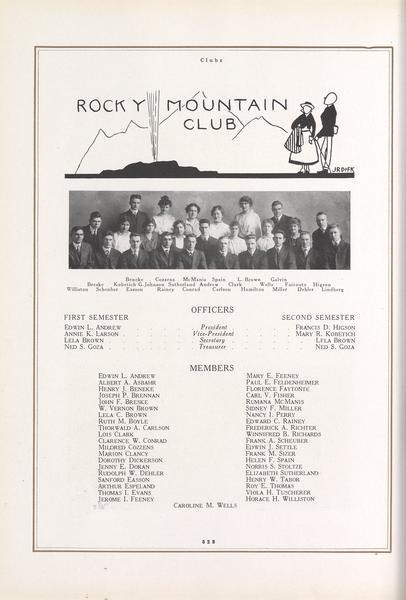 Clubs
ROCKY MOUNTAIN
CLUB
J.R.DeFK
Beneke Cozzens McManis Spain L. Brown Galvin
Breske Kobetich G. Johnson Sutherland Andrew Clark Wells Faivoutz Higson
Williston Scheuber Easson Rainey Conrad Carlson Hamilton Miller Dehler Lindberg
OFFICERS
FIRST SEMESTER SECOND SEMESTER
EDWIN L. ANDREW . . . . . . President . . . . . . FRANCIS D. HIGSON
ANNIE K. LARSON . . . . . . Vice-President . . . . . . MARY R. KOBETICH
LELA BROWN . . . . . . Secretary . . . . . . LELA BROWN
NED S. GOZA . . . . . . Treasurer . . . . . . NED S. GOZA
MEMBERS
EDWIN L. ANDREW
ALBERT A. ASBAHR
HENRY J. BENEKE
JOSEPH P. BRENNAN
JOHN F. BRESKE
W. VERNON BROWN
LELA C. BROWN
RUTH M. BOYLE
THORWALD A. CARLSON
LOIS CLARK
CLARENCE W. CONRAD
MILDRED COZZENS
MARION CLANCY
DOROTHY DICKERSON
JENNY E. DORAN
RUDOLPH W. DEHLER
SANFORD EASSON
ARTHUR ESPELAND
THOMAS I. EVANS
JEROME I. FEENEY
MARY E. FEENEY
PAUL E. FELDENHEIMER
FLORENCE FAYTONTE
CARL V. FISHER
RUMANA MCMANIS
SIDNEY F. MILLER
NANCY I. PERRY
EDWARD C. RAINEY
FREDERICK A. RICHTER
WINNIFRED B. RICHARDS
FRANK A. SCHEUBER
EDWIN J. SETTLE
FRANK M. SIZER
HELEN F. SPAIN
NORRIS S. STOLTZE
ELIZABETH SUTHERLAND
HENRY W. TABOR
ROY E. THOMAS
VIOLA H. TUSCHERER
HORACE H. WILLISTON
CAROLINE M. WELLS